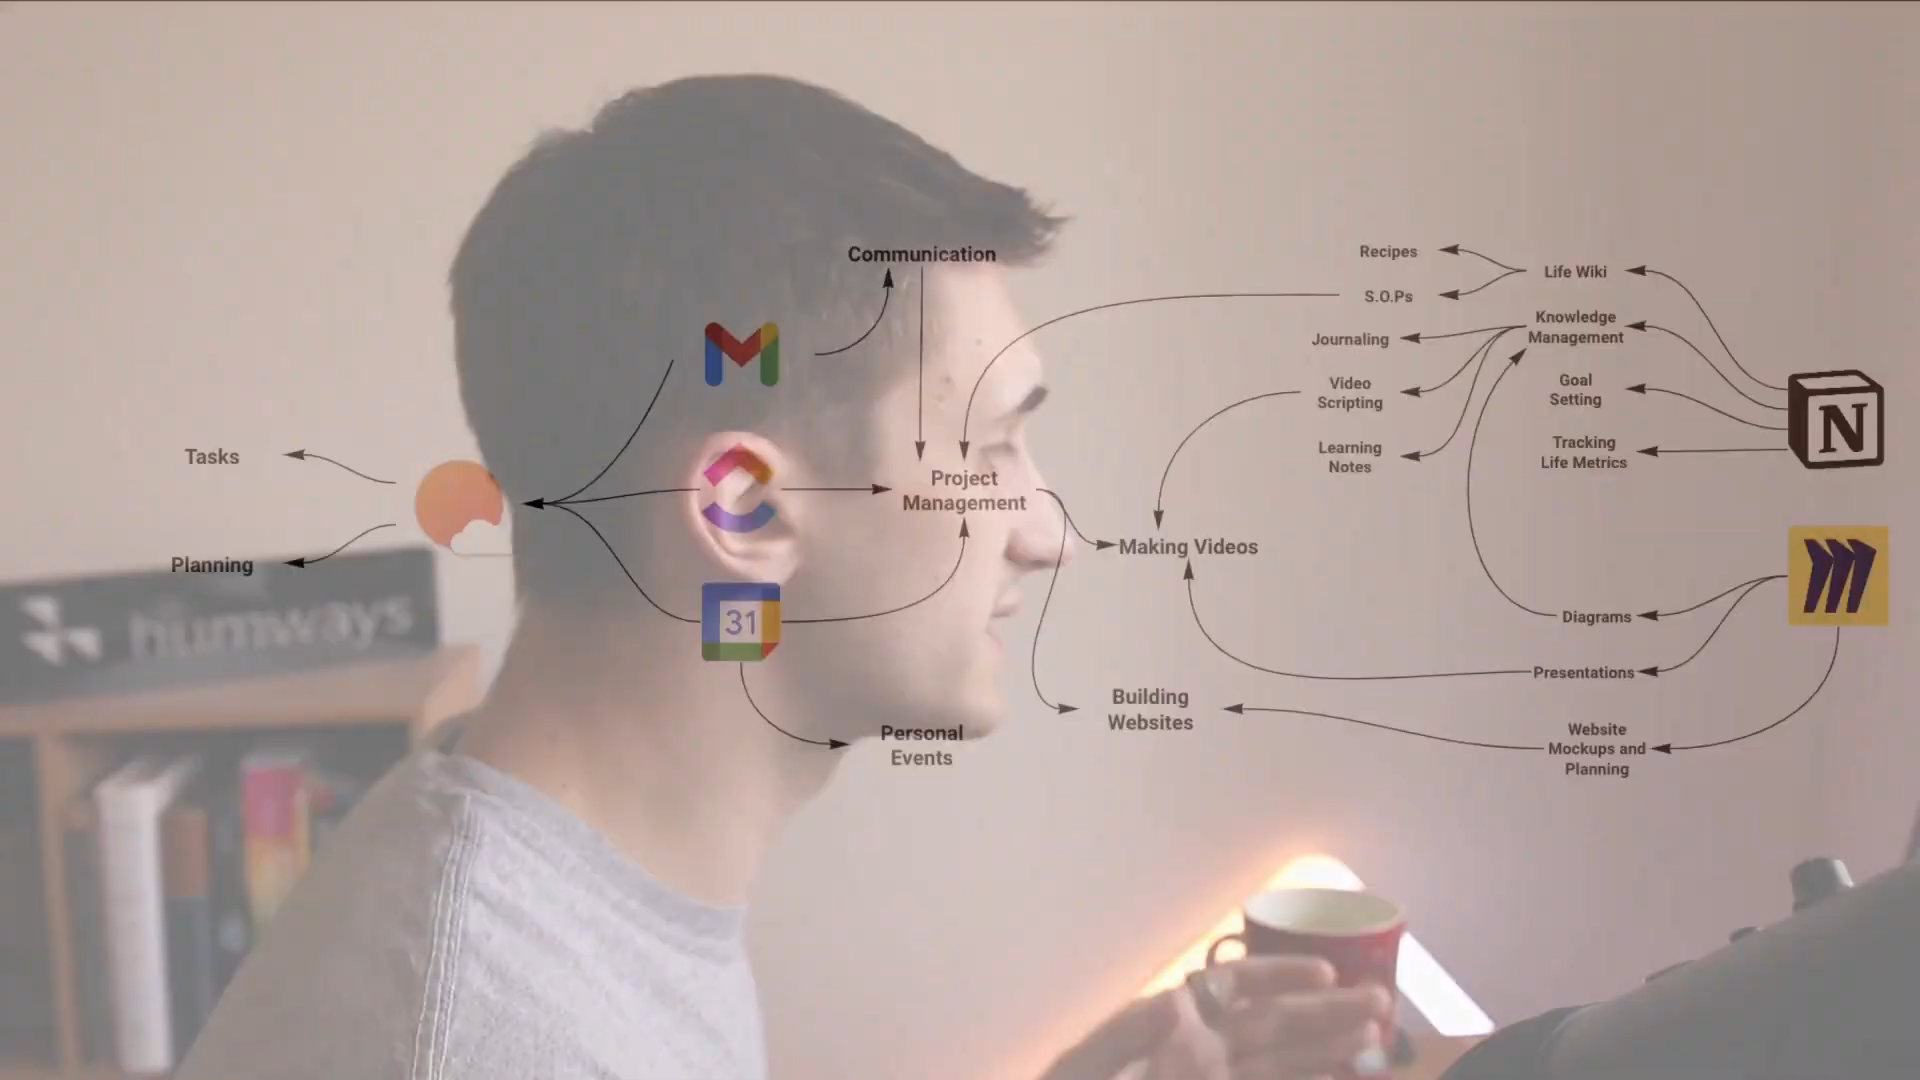 Communication
Recipes
Life Wiki
S.O.Ps
Knowledge
Management
Journaling
Video
Scripting
Goal
Setting
Learning
Notes
Tracking
Life Metrics
N
Tasks
Project
Management
Making Videos
Planning
humways
31
Diagrams
Presentations
Building
Websites
Personal
Events
Website
Mockups and
Planning